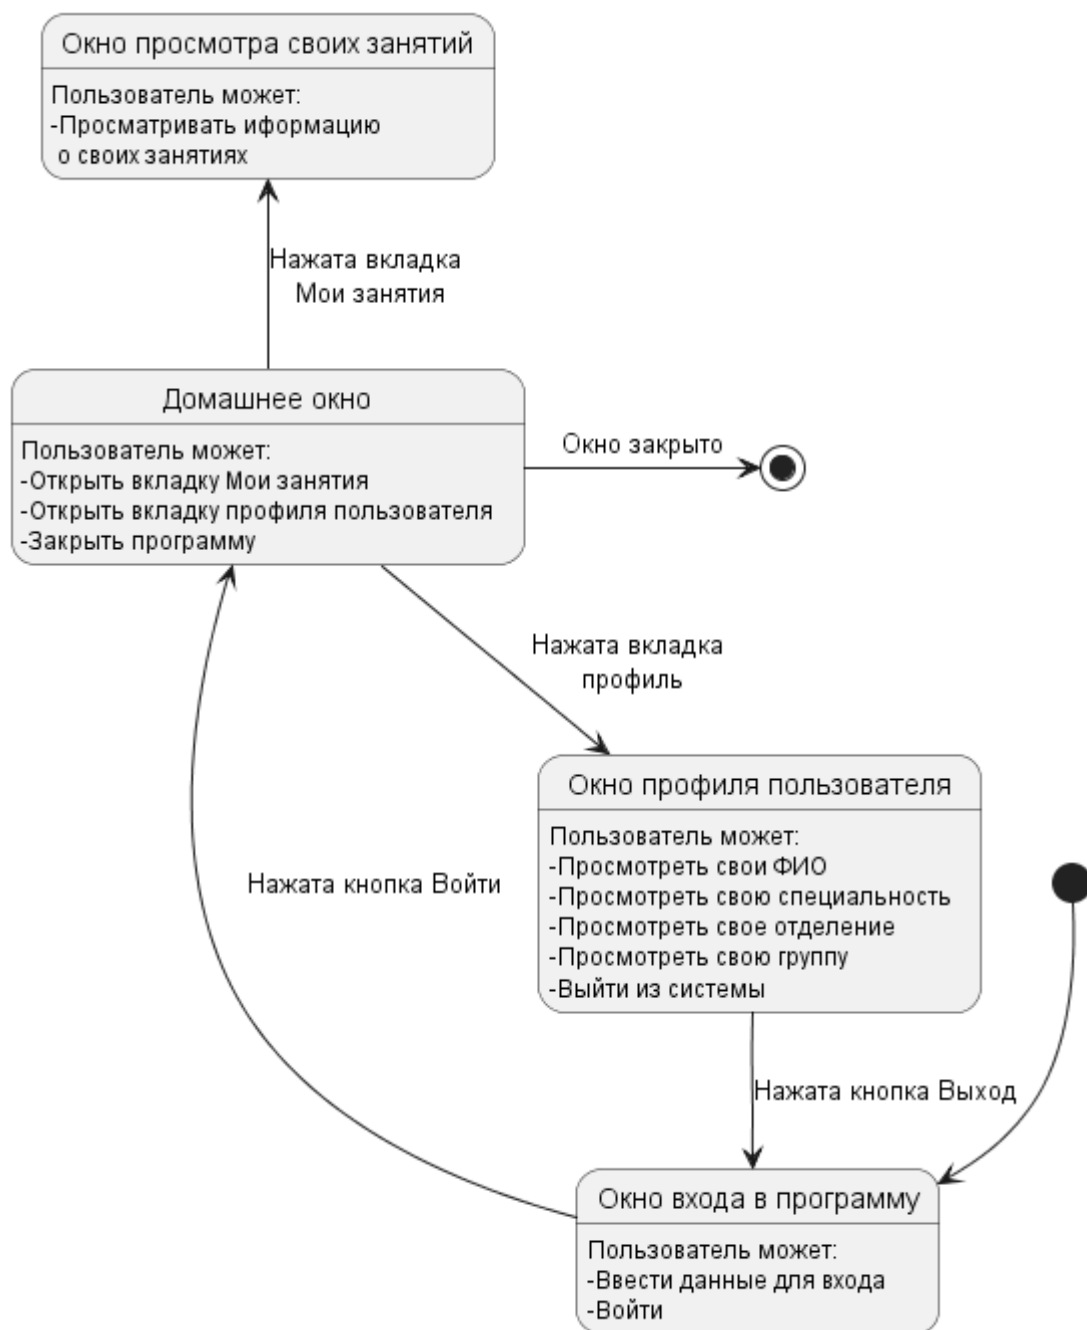 Окно просмотра своих занятий
Пользователь может:
-Просматривать иформацию
о своих занятиях
Нажата вкладка
Мои занятия
Домашнее окно
Пользователь может:
-Открыть вкладку Мои занятия
-Открыть вкладку профиля пользователя
-Закрыть программу
Окно закрыто
Нажата вкладка
профиль
Окно профиля пользователя
Пользователь может:
-Просмотреть свои ФИО
-Просмотреть свою специальность
-Просмотреть свое отделение
-Просмотреть свою группу
-Выйти из системы
Нажата кнопка Войти
Нажата кнопка Выход
Окно входа в программу
Пользователь может:
-Ввести данные для входа
-Войти